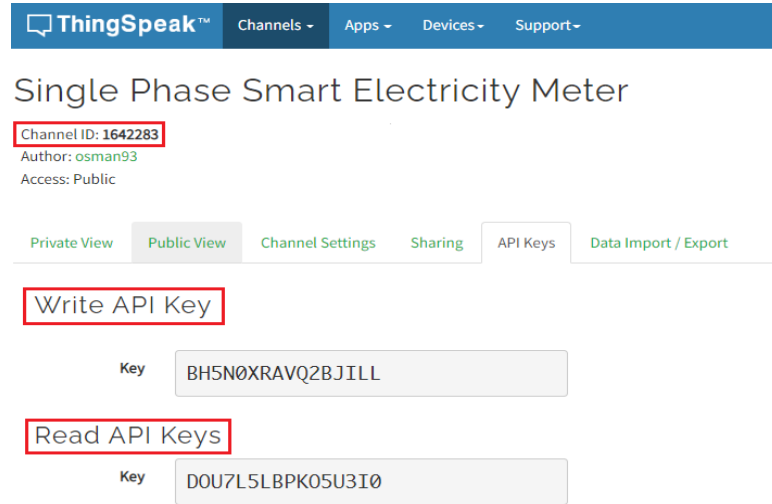 ThingSpeak™ Channels Apps Devices Support
Single Phase Smart Electricity Meter
Channel ID: 1642283
Author: osman93
Access: Public
Private View Public View Channel Settings Sharing API Keys Data Import / Export
Write API Key
Key BH5N0XRAVQ2BJILL
Read API Keys
Key DOU7L5LBPKO5U3I0